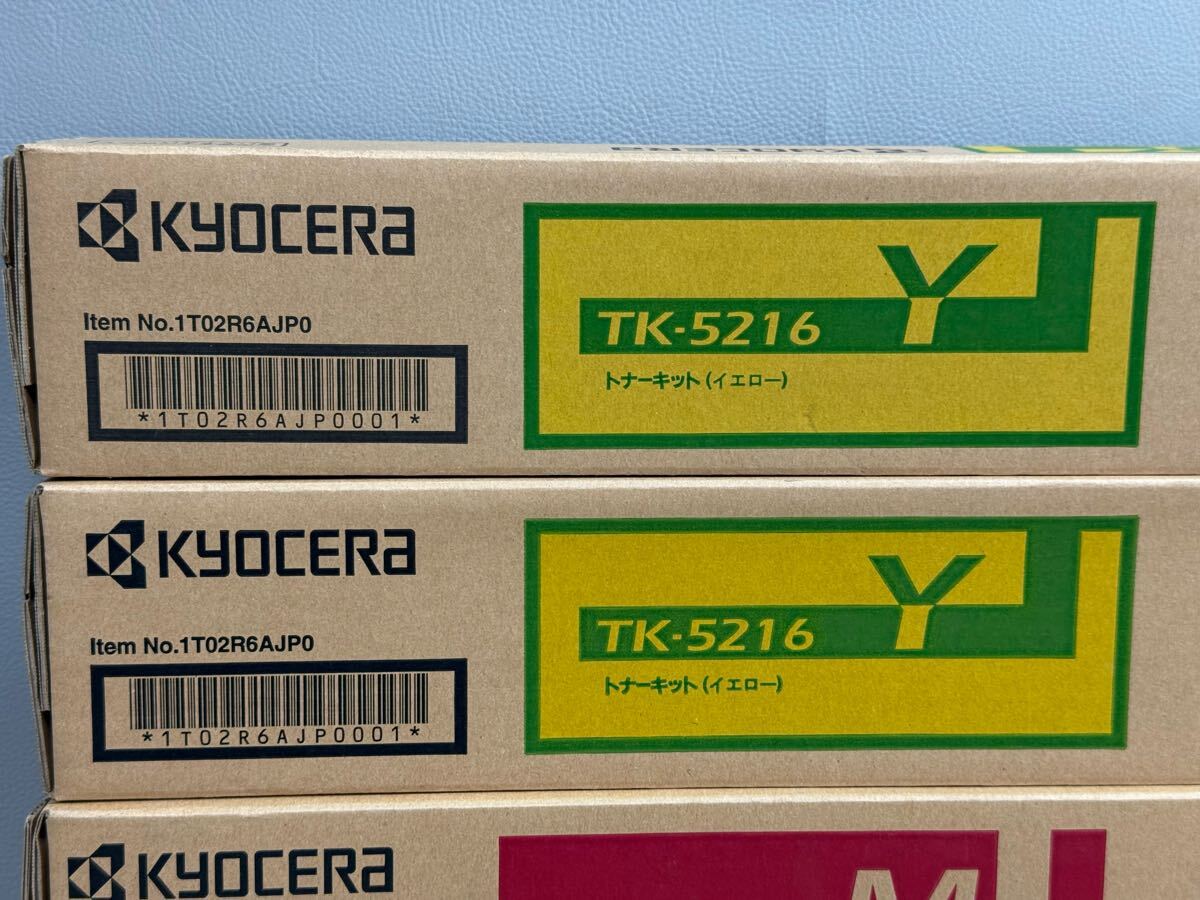 KYOCERA
KYOCERA
Item No.1T02R6AJP0
*1T02R6AJP0001*
Y
TK-5216
トナーキット(イエロー)
KYOCERA
Item No.1T02R6AJP0
*1T02R6AJP0001*
Y
TK-5216
トナーキット(イエロー)
KYOCERA
M